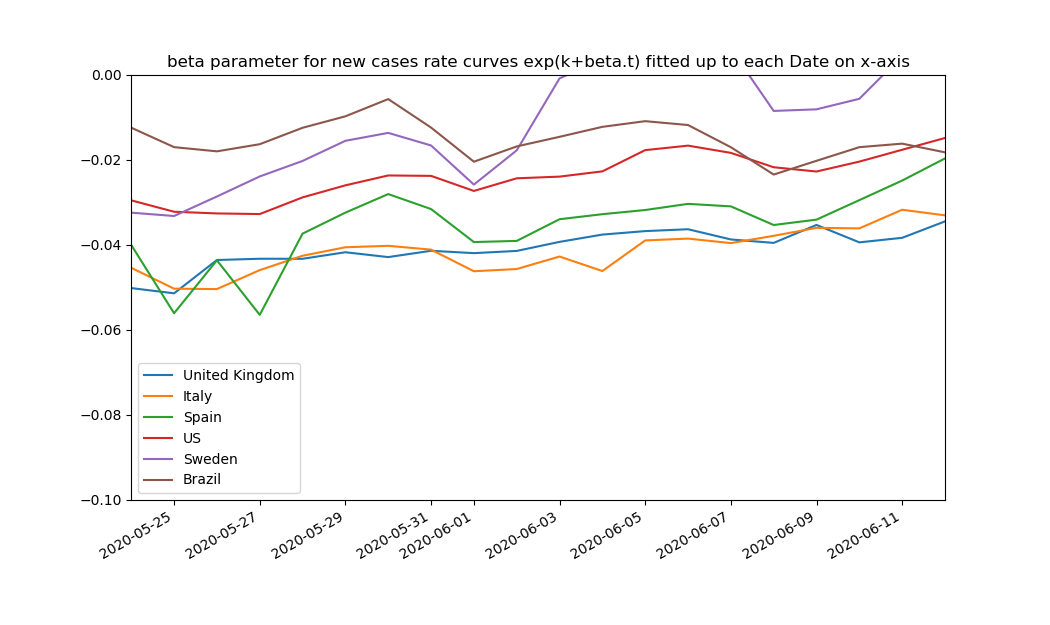 beta parameter for new cases rate curves exp(k+beta.t) fitted up to each Date on x-axis
0.00
−0.02
−0.04
−0.06
−0.08
−0.10
United Kingdom
Italy
Spain
US
Sweden
Brazil
2020-05-25
2020-05-27
2020-05-29
2020-05-31
2020-06-01
2020-06-03
2020-06-05
2020-06-07
2020-06-09
2020-06-11